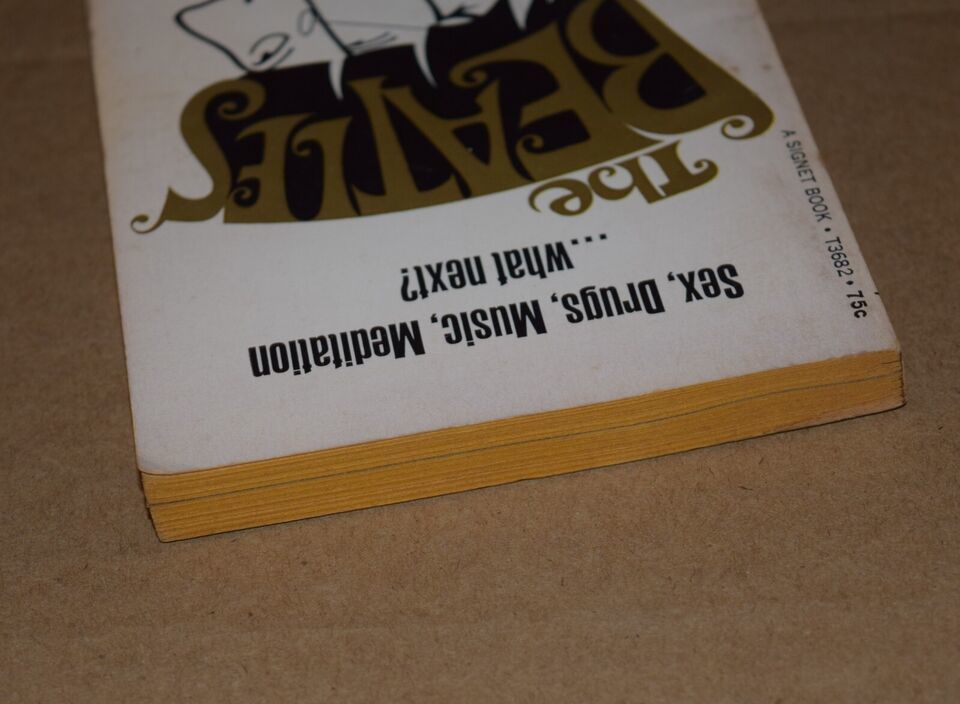 A SIGNET BOOK • T3682 • 75c
Sex, Drugs, Music, Meditation
...what next?
The
BEATLES